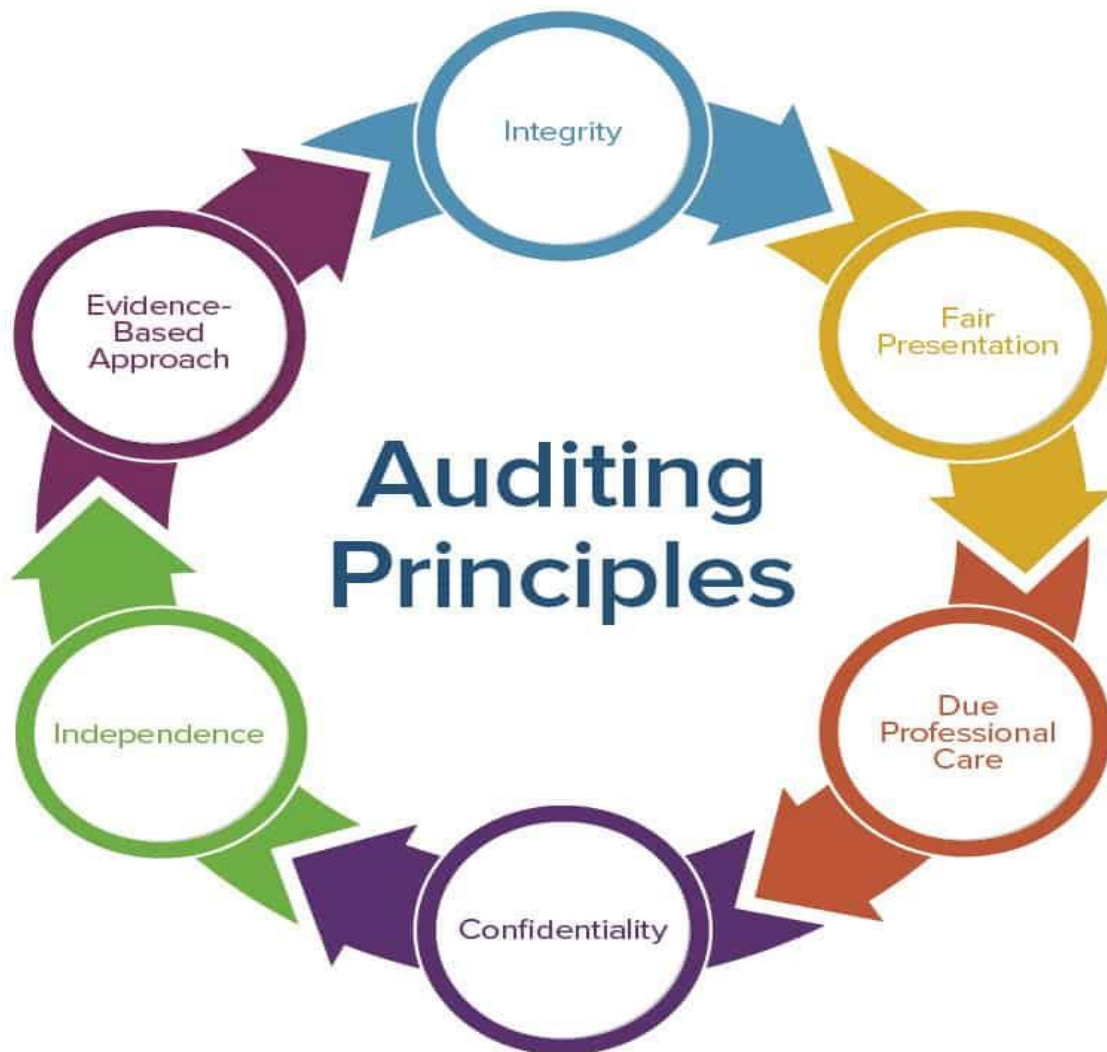 Integrity
Fair
Presentation
Due
Professional
Care
Confidentiality
Independence
Evidence-
Based
Approach
Auditing
Principles